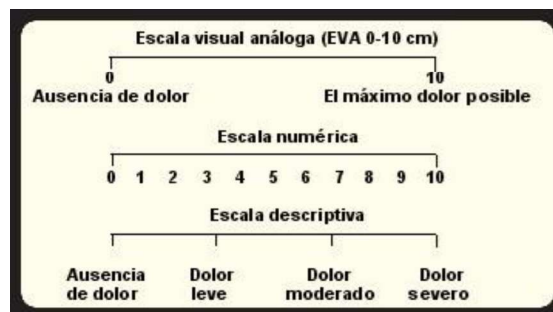 Escala visual análoga (EVA 0-10 cm)
0 10
Ausencia de dolor El máximo dolor posible
Escala numérica
0 1 2 3 4 5 6 7 8 9 10
Escala descriptiva
Ausencia Dolor Dolor Dolor
de dolor leve moderado severo